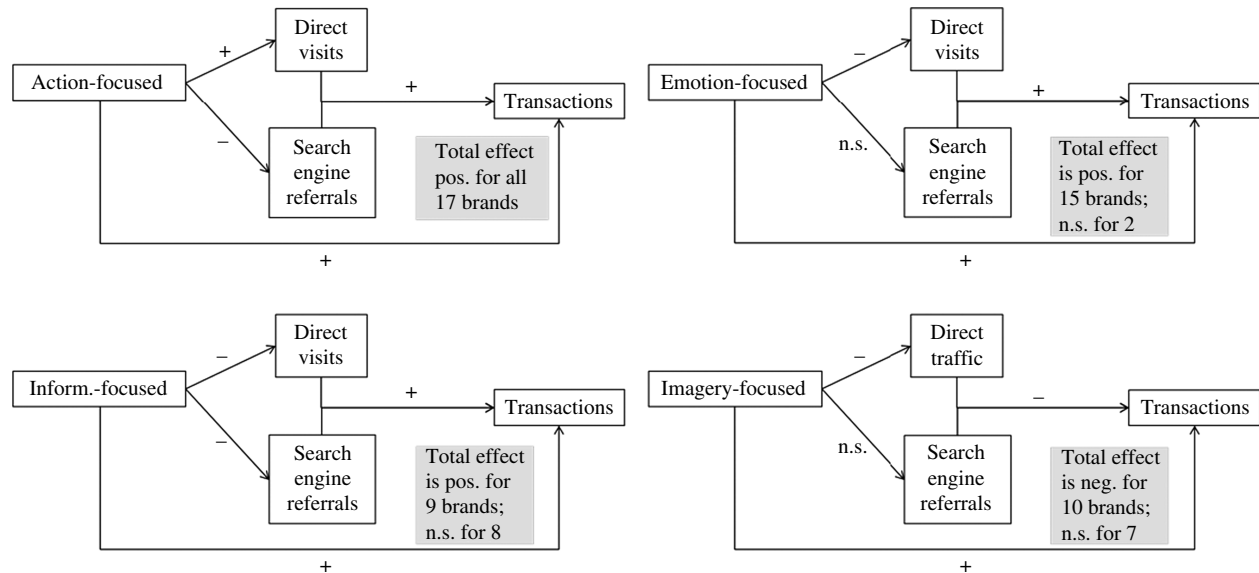 Direct
visits
+
Action-focused
+
Transactions
–
Search
engine
referrals
Total effect
pos. for all
17 brands
+
Direct
visits
–
Emotion-focused
+
Transactions
n.s.
Search
engine
referrals
Total effect
is pos. for
15 brands;
n.s. for 2
+
Direct
visits
–
Inform.-focused
+
Transactions
–
Search
engine
referrals
Total effect
is pos. for
9 brands;
n.s. for 8
+
Direct
traffic
–
Imagery-focused
–
Transactions
n.s.
Search
engine
referrals
Total effect
is neg. for
10 brands;
n.s. for 7
+